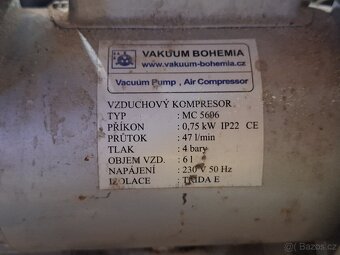 VAKUUM BOHEMIA
www.vakuum-bohemia.cz
Vacuüm Pump , Air Compressor
VZDUCHOVÝ KOMPRESOR
TYP : MC 5606
PŘÍKON : 0,75 kW IP22 CE
PRŮTOK : 47 l/min
TLAK : 4 bary
OBJEM VZD. : 6 l
NAPÁJENÍ : 230 V 50 Hz
IZOLACE : TŘÍDA E
Bazos.cz